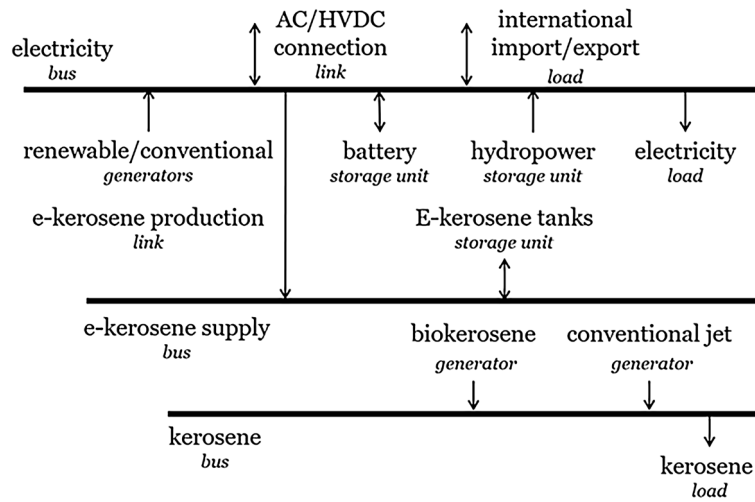 electricity
bus
AC/HVDC
connection
link
international
import/export
load
renewable/conventional
generators
battery
storage unit
hydropower
storage unit
electricity
load
e-kerosene production
link
E-kerosene tanks
storage unit
e-kerosene supply
bus
biokerosene
generator
conventional jet
generator
kerosene
bus
kerosene
load